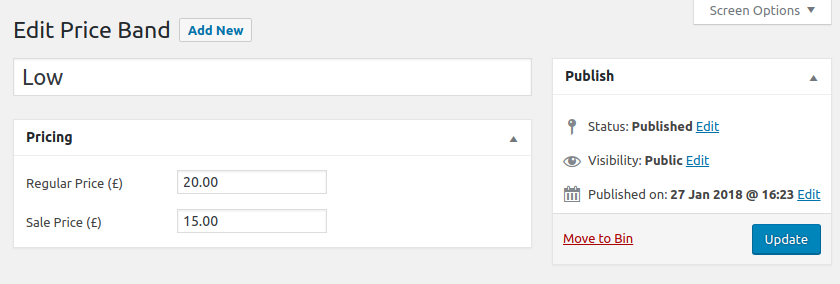 Screen Options
Edit Price Band Add New
Low
Pricing
Regular Price (£) 20.00
Sale Price (£) 15.00
Publish
Status: Published Edit
Visibility: Public Edit
Published on: 27 Jan 2018 @ 16:23 Edit
Move to Bin Update